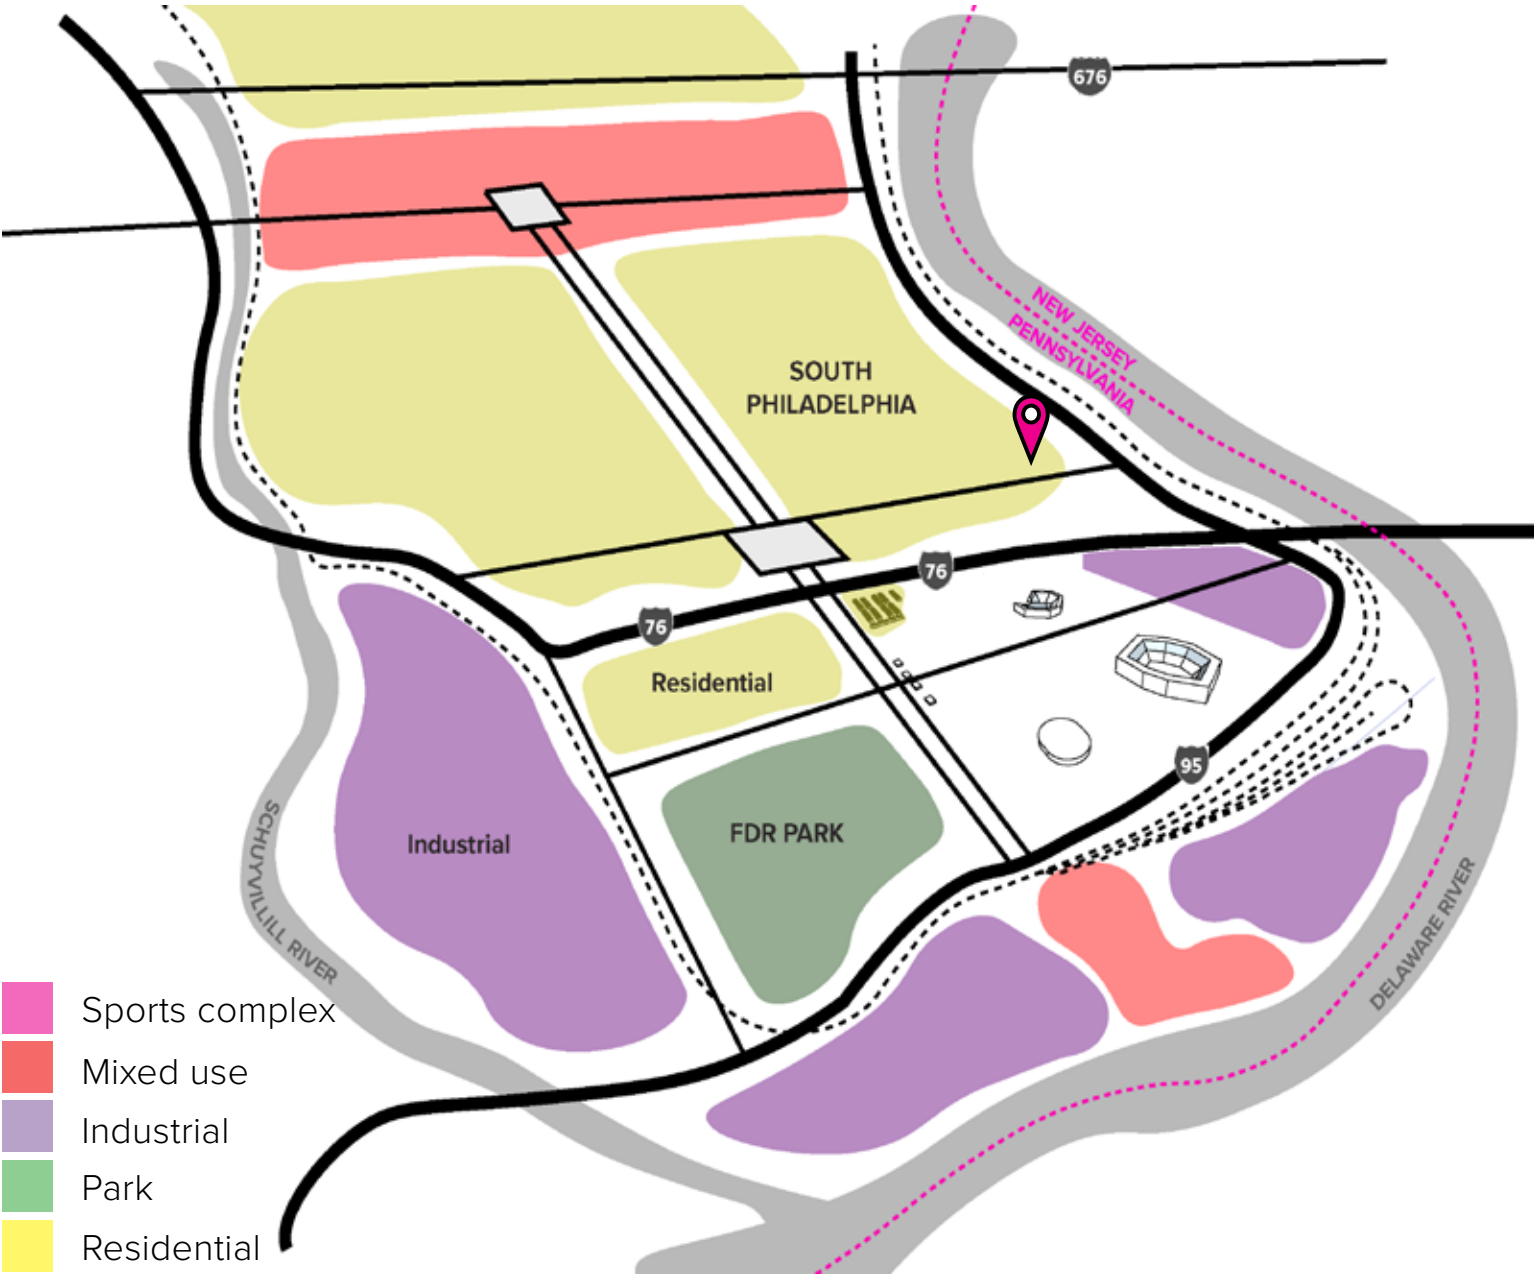 676
NEW JERSEY
PENNSYLVANIA
SOUTH
PHILADELPHIA
76
76
Residential
95
FDR PARK
Industrial
SCHUYVILLILL RIVER
DELAWARE RIVER
Sports complex
Mixed use
Industrial
Park
Residential